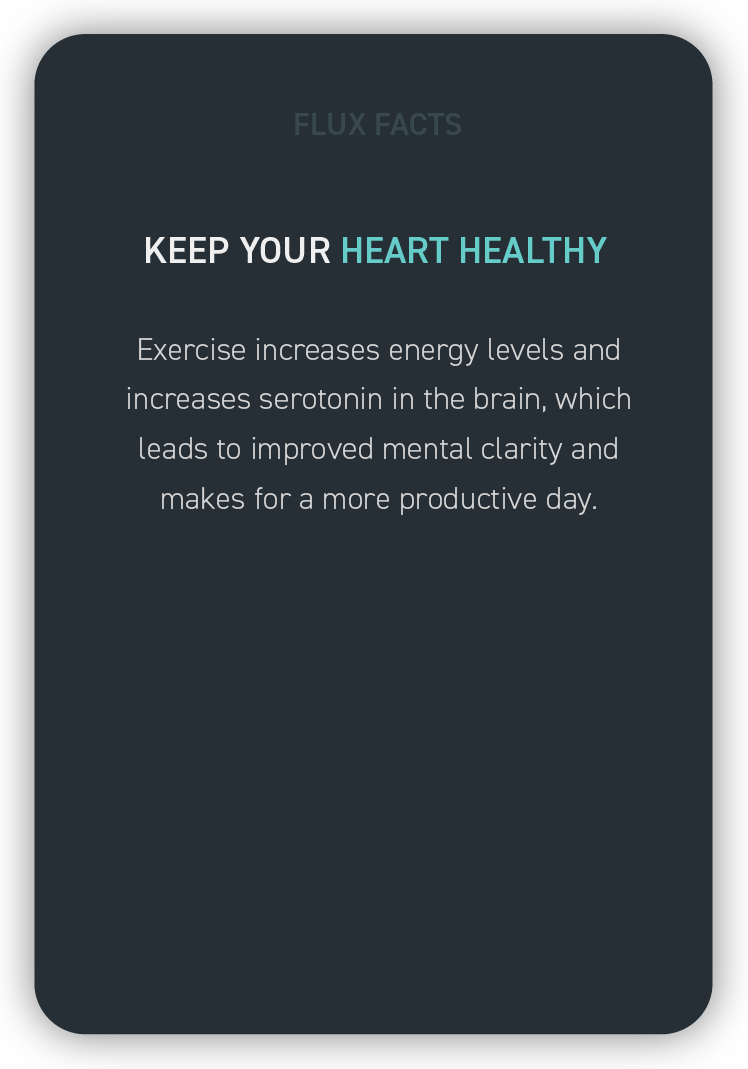 FLUX FACTS
KEEP YOUR HEART HEALTHY
Exercise increases energy levels and
increases serotonin in the brain, which
leads to improved mental clarity and
makes for a more productive day.